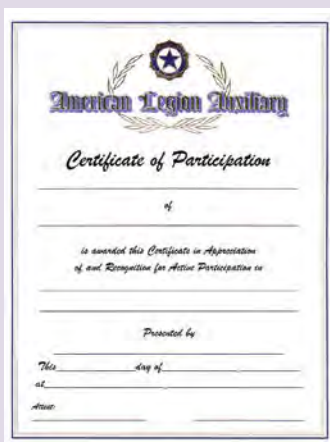 American Legion Auxiliary
Certificate of Participation
of
is awarded this Certificate in Appreciation
of and Recognition for Active Participation in
Presented by
This day of
at
Attest: